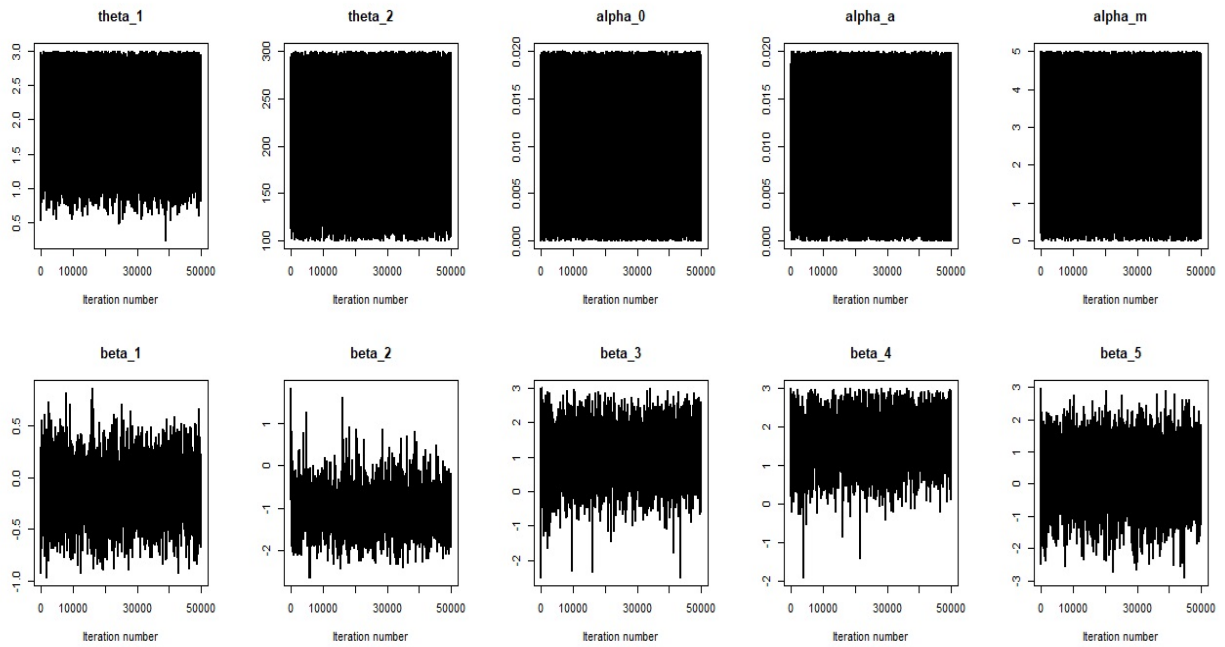 theta_1 theta_2 alpha_0 alpha_a alpha_m
3.0 300 0.020 0.020 5
2.5 250 0.015 0.015 4
2.0 200 0.010 0.010 3
1.5 150 0.005 0.005 2
1.0 100 0.000 0.000 1
0.5 0
0 10000 30000 50000 0 10000 30000 50000 0 10000 30000 50000 0 10000 30000 50000 0 10000 30000 50000
Iteration number Iteration number Iteration number Iteration number Iteration number
beta_1 beta_2 beta_3 beta_4 beta_5
0.5 1 3 3 3
0.0 0 2 2 2
-0.5 -1 1 1 1
-1.0 -2 0 0 0
-1 -1 -1
-2 -2 -2
-3
0 10000 30000 50000 0 10000 30000 50000 0 10000 30000 50000 0 10000 30000 50000 0 10000 30000 50000
Iteration number Iteration number Iteration number Iteration number Iteration number